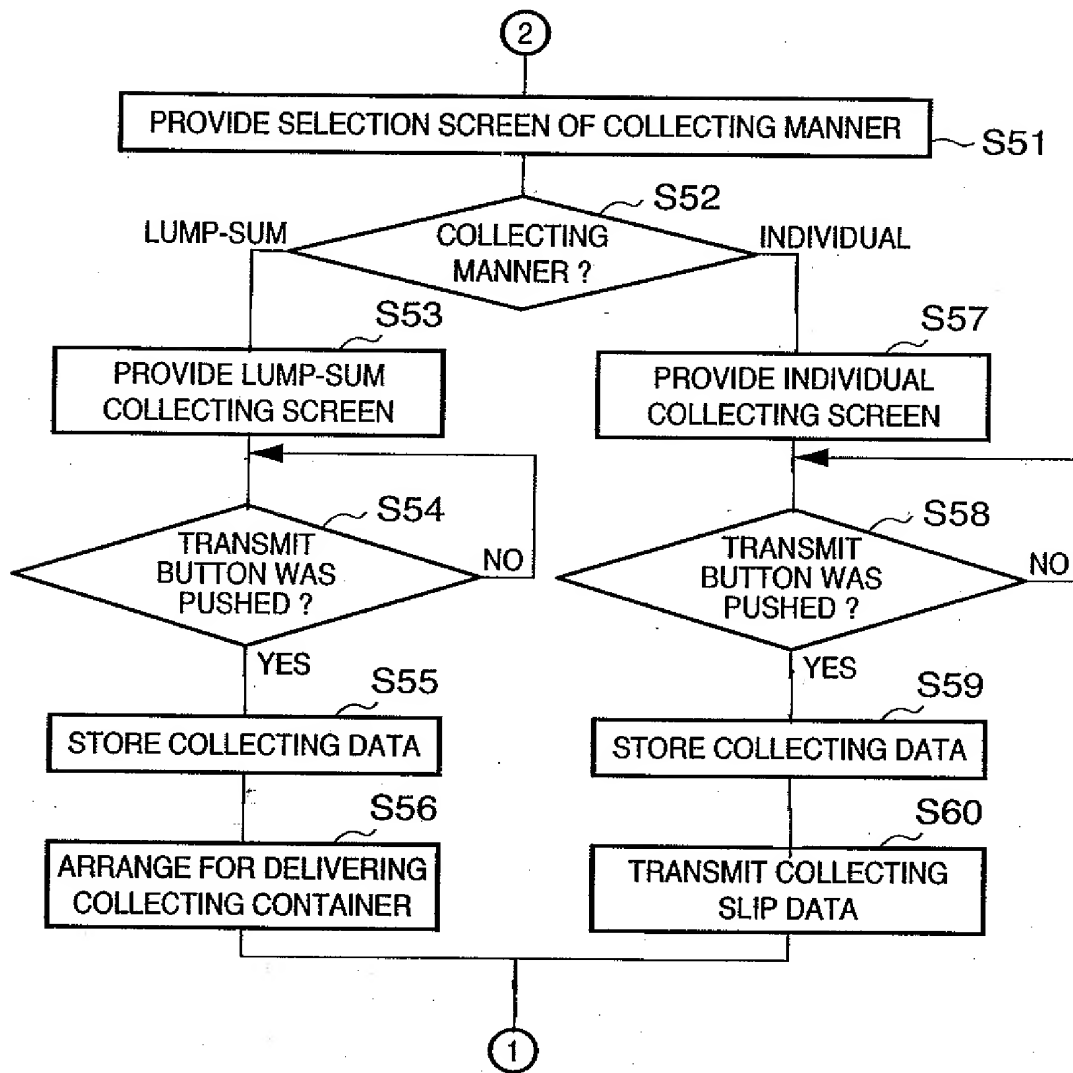 2
PROVIDE SELECTION SCREEN OF COLLECTING MANNER
S51
S52
LUMP-SUM
COLLECTING
MANNER ?
INDIVIDUAL
S53
PROVIDE LUMP-SUM
COLLECTING SCREEN
S57
PROVIDE INDIVIDUAL
COLLECTING SCREEN
S54
TRANSMIT
BUTTON WAS
PUSHED ?
NO
YES
S58
TRANSMIT
BUTTON WAS
PUSHED ?
NO
YES
S55
STORE COLLECTING DATA
S59
STORE COLLECTING DATA
S56
ARRANGE FOR DELIVERING
COLLECTING CONTAINER
S60
TRANSMIT COLLECTING
SLIP DATA
1